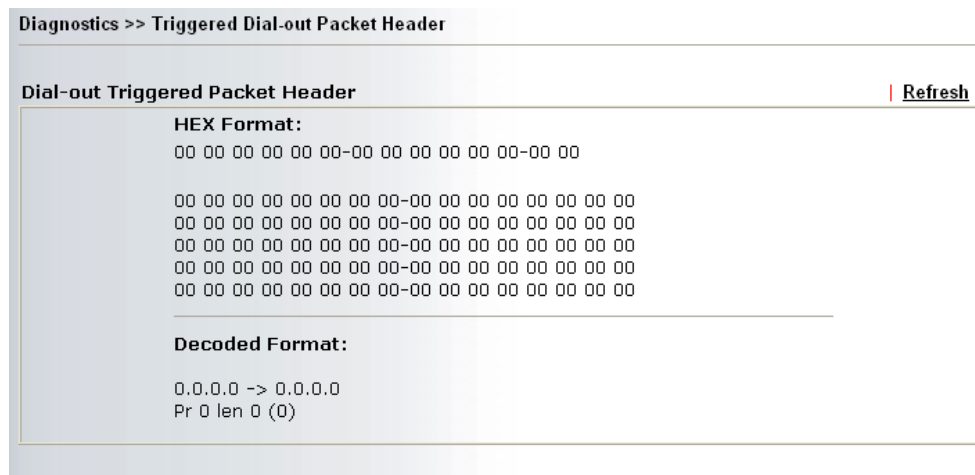 Diagnostics >> Triggered Dial-out Packet Header
Dial-out Triggered Packet Header | Refresh
HEX Format:
00 00 00 00 00 00-00 00 00 00 00 00-00 00
00 00 00 00 00 00 00 00-00 00 00 00 00 00 00 00
00 00 00 00 00 00 00 00-00 00 00 00 00 00 00 00
00 00 00 00 00 00 00 00-00 00 00 00 00 00 00 00
00 00 00 00 00 00 00 00-00 00 00 00 00 00 00 00
00 00 00 00 00 00 00 00-00 00 00 00 00 00 00 00
Decoded Format:
0.0.0.0 -> 0.0.0.0
Pr 0 len 0 (0)